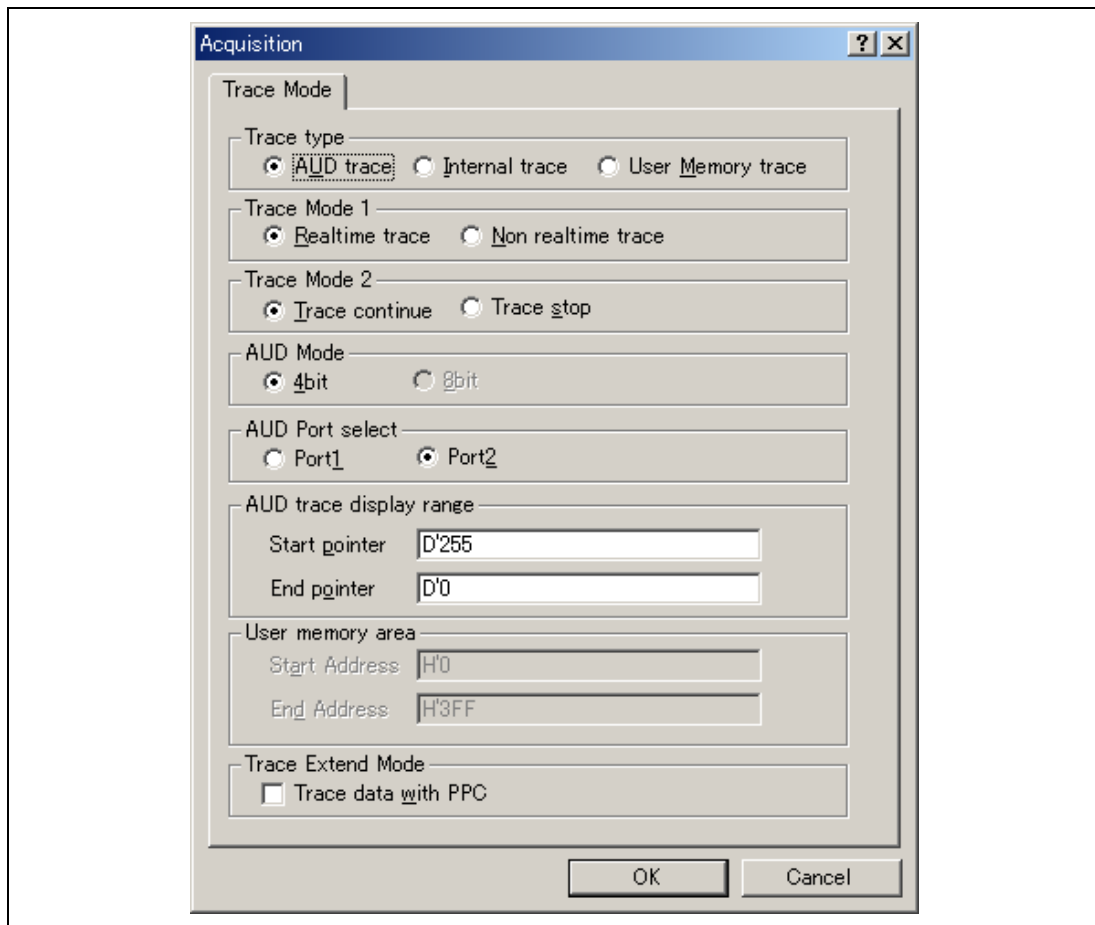 Acquisition
Trace Mode
Trace type
AUD trace Internal trace User Memory trace
Trace Mode 1
Realtime trace Non realtime trace
Trace Mode 2
Trace continue Trace stop
AUD Mode
4bit 8bit
AUD Port select
Port1 Port2
AUD trace display range
Start pointer D'255
End pointer D'0
User memory area
Start Address H'0
End Address H'3FF
Trace Extend Mode
Trace data with PPC
OK Cancel